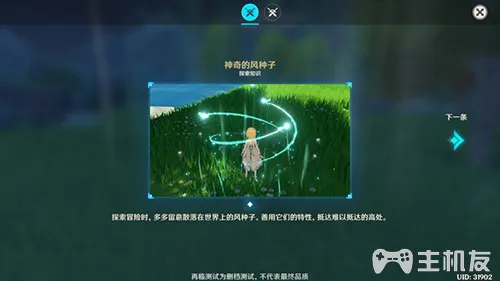 神奇的风种子
探索知识
下一条
探索冒险时，多多留意散落在世界上的风种子，善用它们的特性，抵达难以抵达的高处。
再临测试为删档测试，不代表最终品质
主机友
UID: 31902